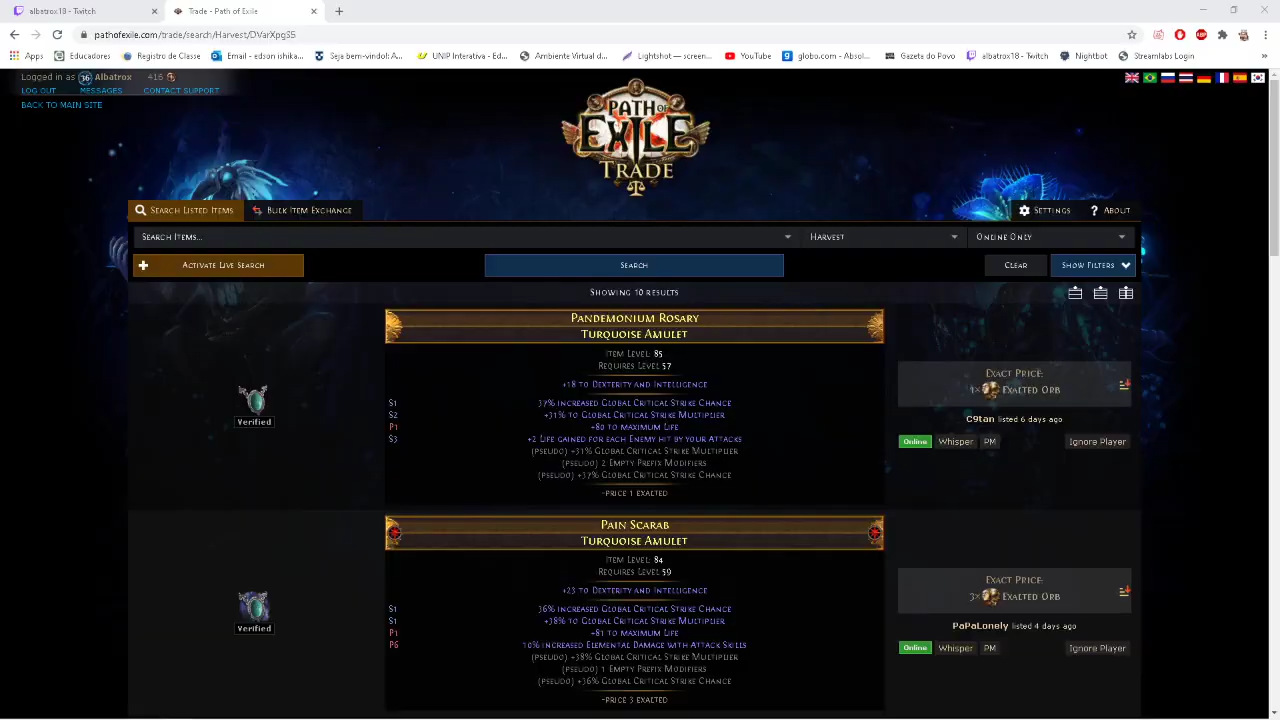 albatrox18 - Twitch
Trade - Path of Exile
pathofexile.com/trade/search/Harvest/OVarXpgS5
Apps
Educadores
Registro de Classe
Email - edson ishika...
Seja bem-vindo!: A...
UNIP Interativa - Ed...
Ambiente Virtual d...
Lightshot — screen...
YouTube
globo.com - Absol...
Gazeta do Povo
albatrox18 - Twitch
Nightbot
Streamlabs Login
Logged in as Albatrox 416
LOG OUT MESSAGES CONTACT SUPPORT
BACK TO MAIN SITE
PATH OF
EXILE
TRADE
Search Listed Items
Bulk Item Exchange
Settings
About
Search Items...
Harvest
Online Only
Activate Live Search
Search
Clear
Show Filters
Showing 10 results
Pandemonium Rosary
Turquoise Amulet
Item Level: 85
Requires Level 57
+18 to Dexterity and Intelligence
S1 37% increased Global Critical Strike Chance
S2 +31% to Global Critical Strike Multiplier
P1 +80 to maximum Life
S3 +2 Life gained for each Enemy hit by your Attacks
(pseudo) +31% Global Critical Strike Multiplier
(pseudo) 2 Empty Prefix Modifiers
(pseudo) +37% Global Critical Strike Chance
~price 1 exalted
Verified
Exact Price:
1× Exalted Orb
C9tan listed 6 days ago
Online Whisper PM Ignore Player
Pain Scarab
Turquoise Amulet
Item Level: 84
Requires Level 59
+23 to Dexterity and Intelligence
S1 36% increased Global Critical Strike Chance
S1 +38% to Global Critical Strike Multiplier
P1 +81 to maximum Life
P6 10% increased Elemental Damage with Attack Skills
(pseudo) +38% Global Critical Strike Multiplier
(pseudo) 1 Empty Prefix Modifiers
(pseudo) +36% Global Critical Strike Chance
~price 3 exalted
Verified
Exact Price:
3× Exalted Orb
PaPaLonely listed 4 days ago
Online Whisper PM Ignore Player